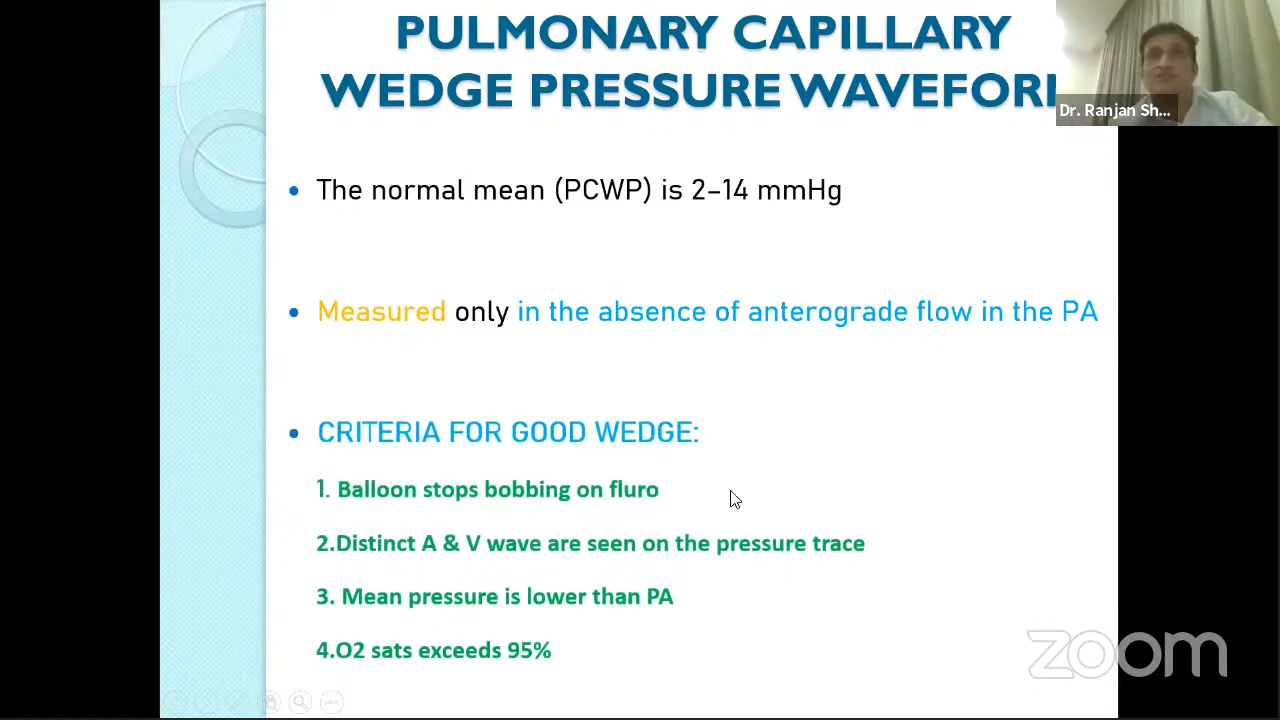 PULMONARY CAPILLARY
WEDGE PRESSURE WAVEFOR
Dr. Ranjan Sh...
• The normal mean (PCWP) is 2–14 mmHg
• Measured only in the absence of anterograde flow in the PA
• CRITERIA FOR GOOD WEDGE:
1. Balloon stops bobbing on fluro
2.Distinct A & V wave are seen on the pressure trace
3. Mean pressure is lower than PA
4.O2 sats exceeds 95%
zoom